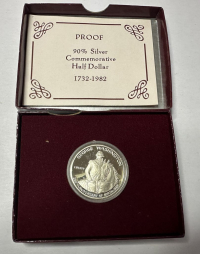 PROOF
90% Silver
Commemorative
Half Dollar
1732-1982
GEORGE WASHINGTON